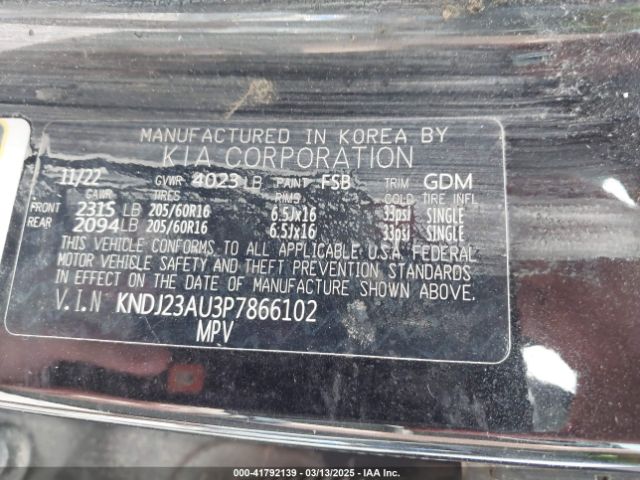 MANUFACTURED IN KOREA BY
KIA CORPORATION
11/22 GVWR 4023 LB PAINT FSB TRIM GDM
GAWR TIRES RIMS COLD TIRE INFL
FRONT 2315 LB 205/60R16 6.5Jx16 33psi SINGLE
REAR 2094 LB 205/60R16 6.5Jx16 33psi SINGLE
THIS VEHICLE CONFORMS TO ALL APPLICABLE U.S.A. FEDERAL
MOTOR VEHICLE SAFETY AND THEFT PREVENTION STANDARDS
IN EFFECT ON THE DATE OF MANUFACTURE SHOWN ABOVE.
V.I.N KNDJ23AU3P7866102
MPV
000-41792139 - 03/13/2025 - IAA Inc.